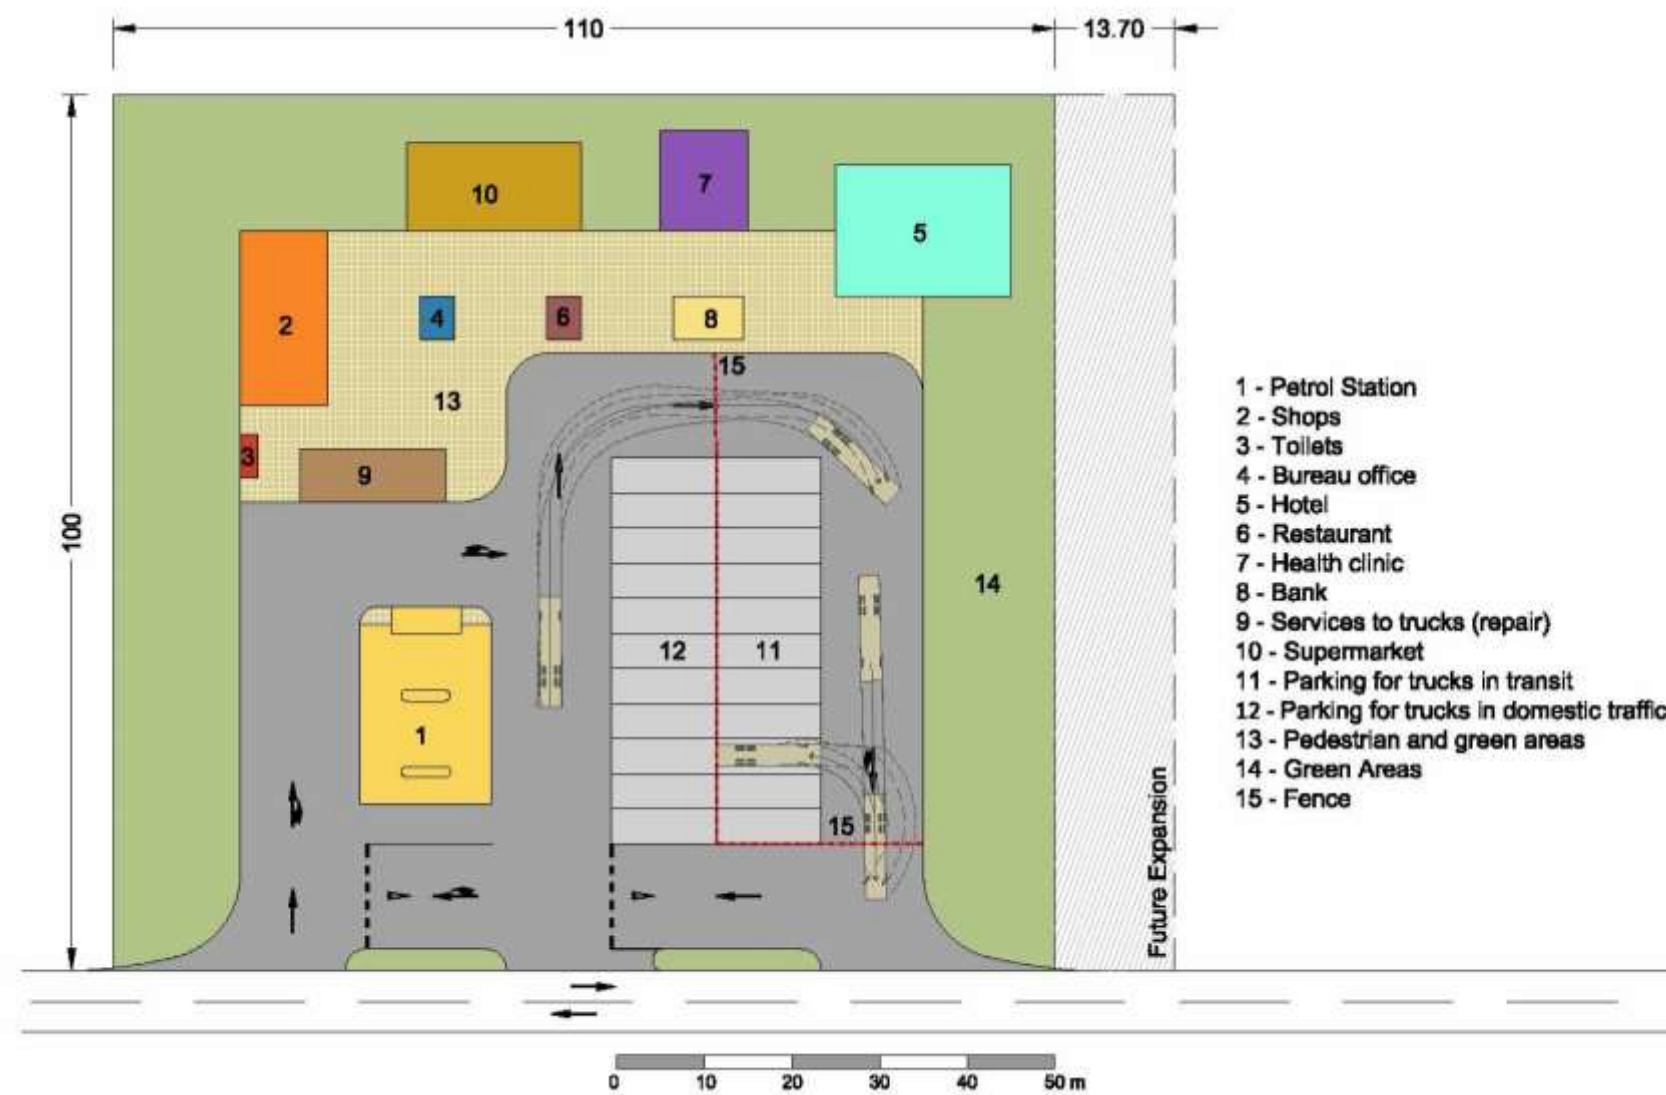 110
13.70
10
7
5
2
4
6
8
15
13
3
9
100
14
12
11
1
15
Future Expansion
1 - Petrol Station
2 - Shops
3 - Toilets
4 - Bureau office
5 - Hotel
6 - Restaurant
7 - Health clinic
8 - Bank
9 - Services to trucks (repair)
10 - Supermarket
11 - Parking for trucks in transit
12 - Parking for trucks in domestic traffic
13 - Pedestrian and green areas
14 - Green Areas
15 - Fence
0 10 20 30 40 50 m